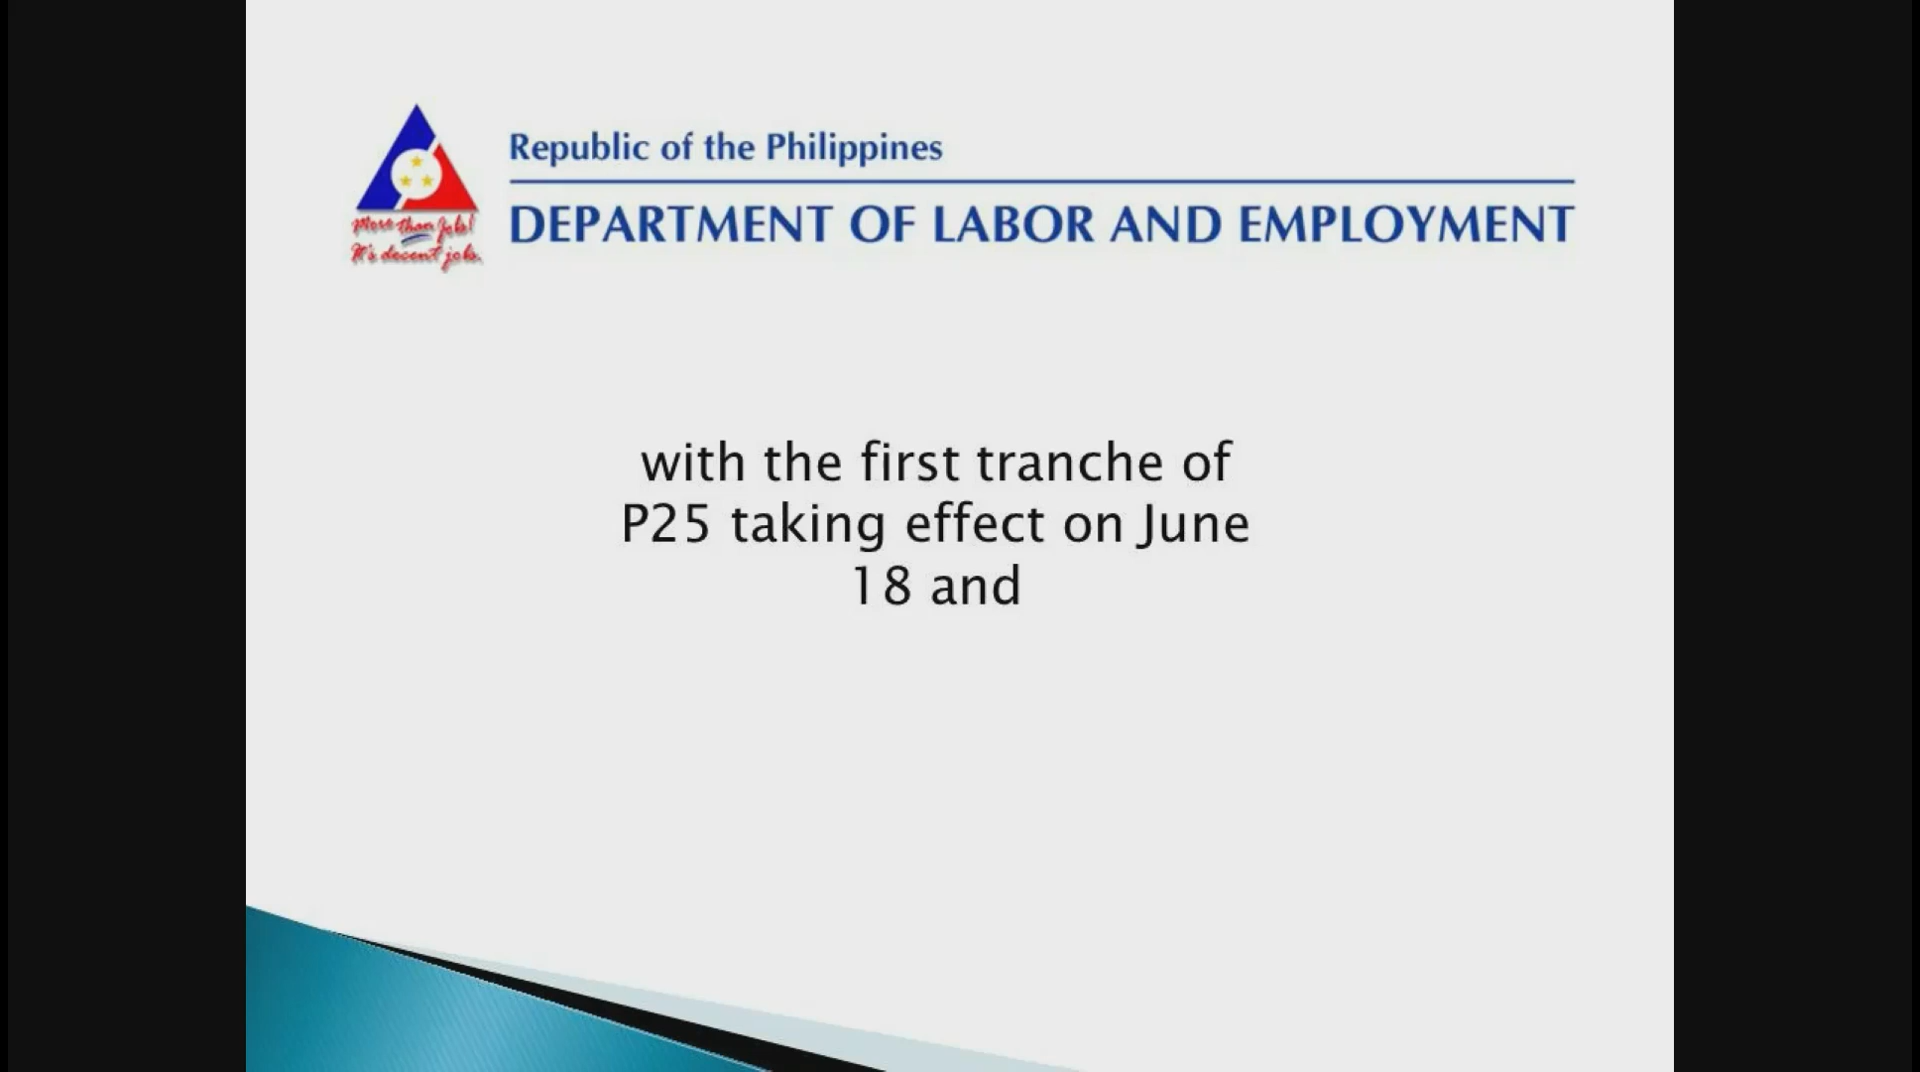 Republic of the Philippines
DEPARTMENT OF LABOR AND EMPLOYMENT
More than jobs!
It's decent jobs.
with the first tranche of
P25 taking effect on June
18 and